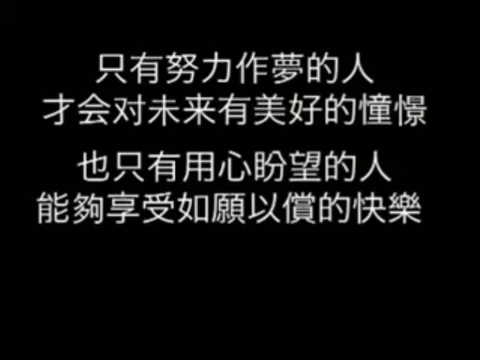 只有努力作夢的人
才会对未来有美好的憧憬
也只有用心盼望的人
能夠享受如願以償的快樂